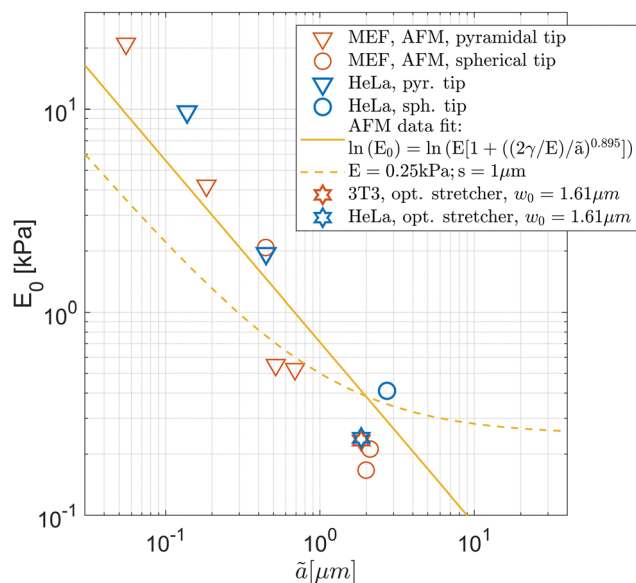 MEF, AFM, pyramidal tip
MEF, AFM, spherical tip
HeLa, pyr. tip
HeLa, sph. tip
AFM data fit:
ln (E₀) = ln (E[1 + ((2γ/E)/ã)^0.895])
E = 0.25kPa; s = 1μm
3T3, opt. stretcher, w₀ = 1.61μm
HeLa, opt. stretcher, w₀ = 1.61μm
E₀ [kPa]
10¹
10⁰
10⁻¹
10⁻¹ 10⁰ 10¹
ã[μm]